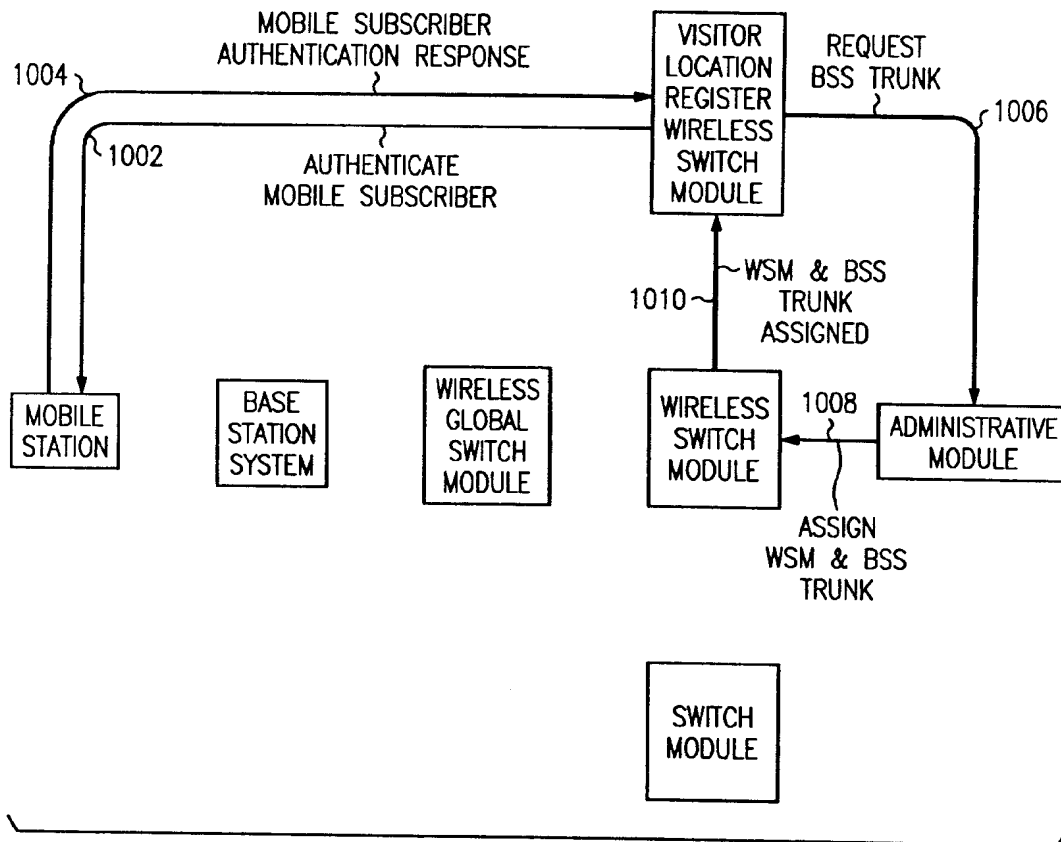 MOBILE SUBSCRIBER
AUTHENTICATION RESPONSE
1004
1002
AUTHENTICATE
MOBILE SUBSCRIBER
VISITOR
LOCATION
REGISTER
WIRELESS
SWITCH
MODULE
REQUEST
BSS TRUNK
1006
1010
WSM & BSS
TRUNK
ASSIGNED
MOBILE
STATION
BASE
STATION
SYSTEM
WIRELESS
GLOBAL
SWITCH
MODULE
WIRELESS
SWITCH
MODULE
1008
ADMINISTRATIVE
MODULE
ASSIGN
WSM & BSS
TRUNK
SWITCH
MODULE